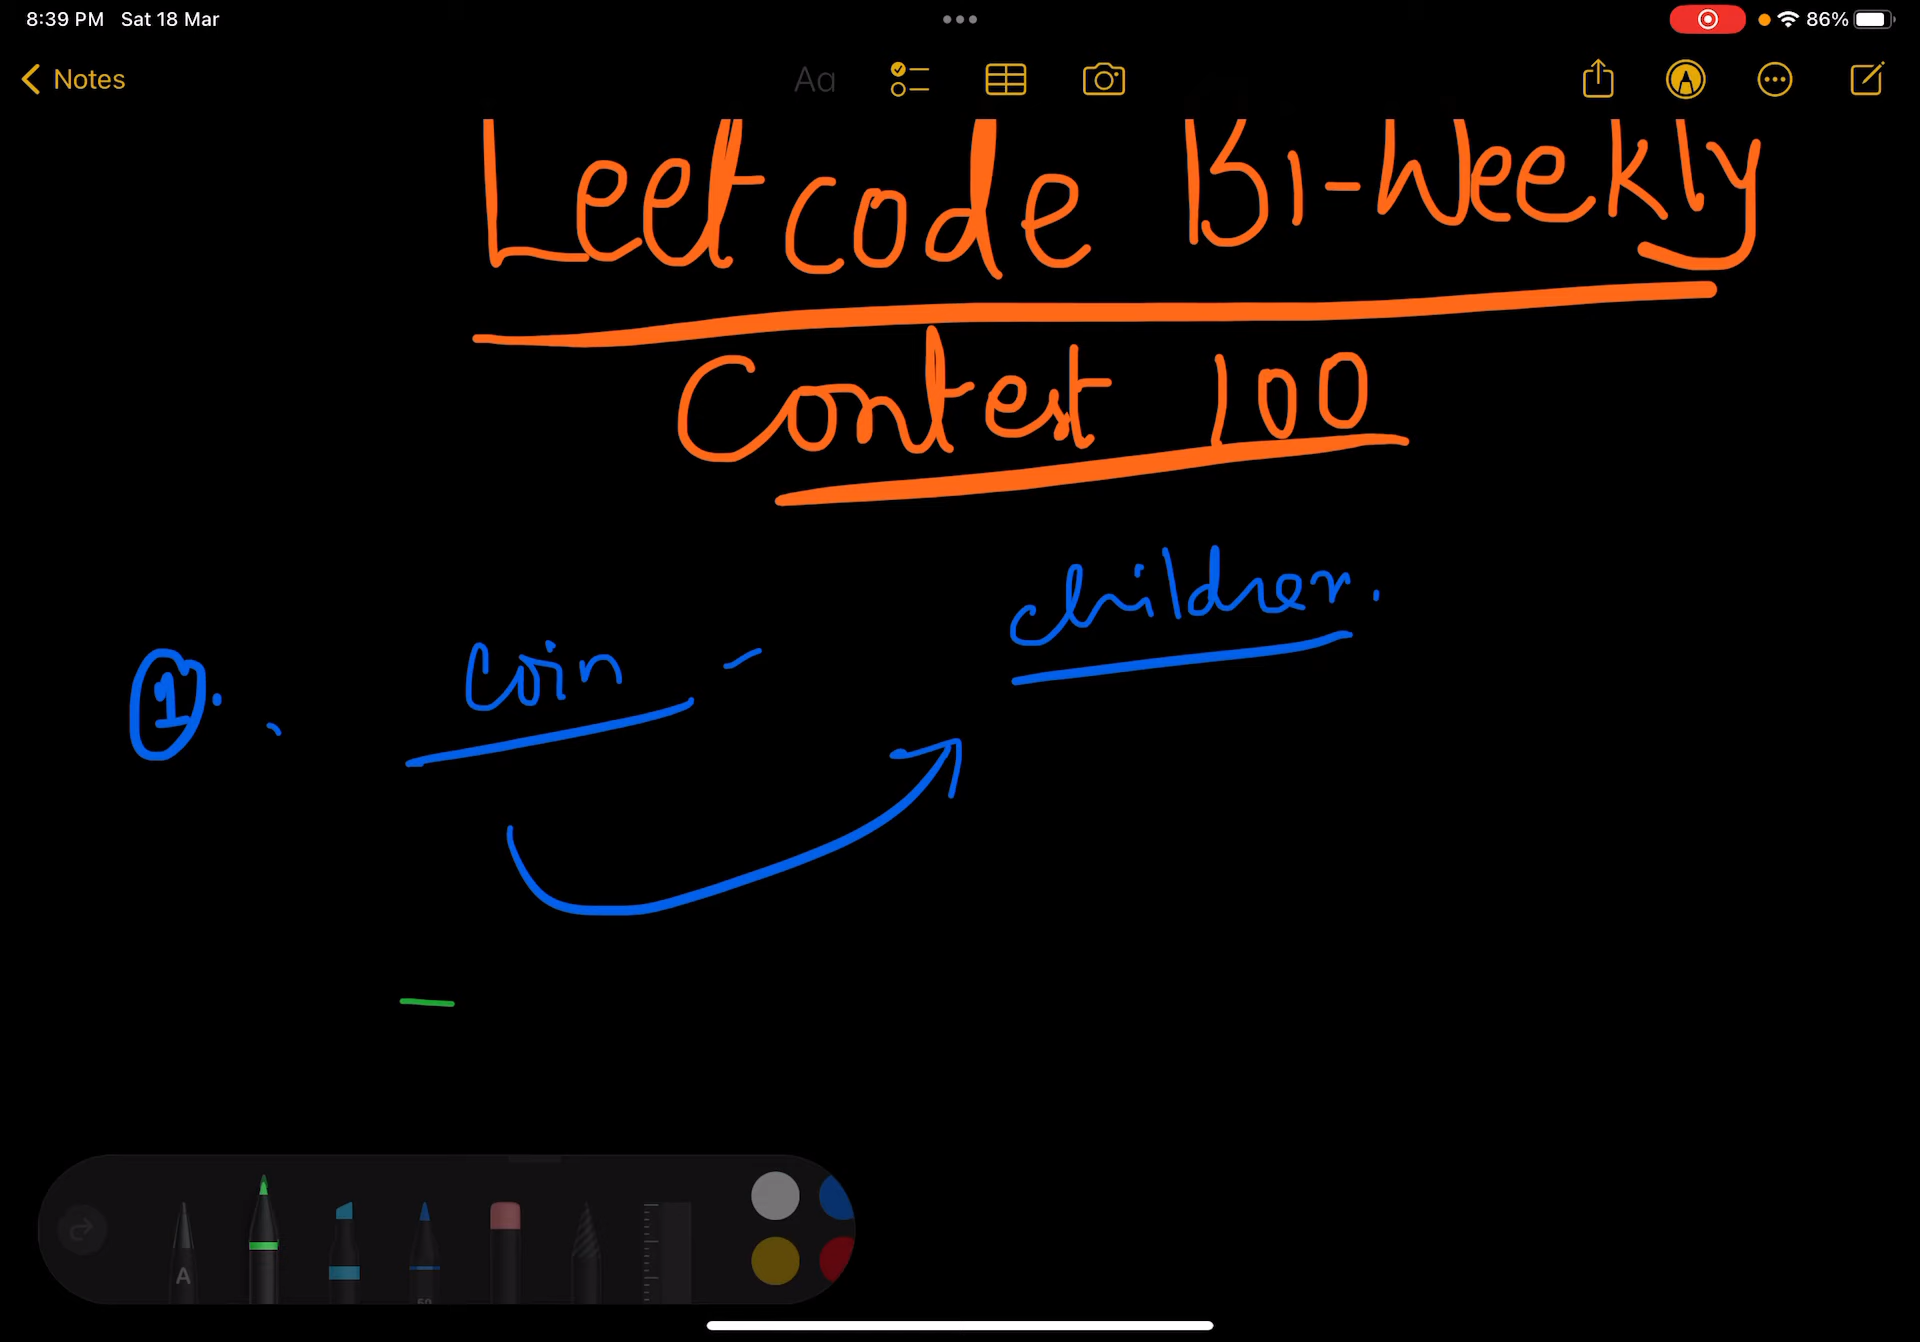 8:39 PM Sat 18 Mar
86%
Notes
Aa
Leetcode Bi-Weekly
Contest 100
children.
1. coin -
A